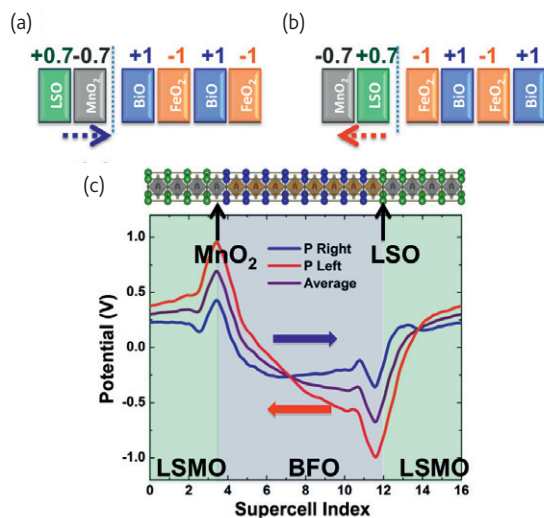 (a)
(b)
+0.7 -0.7 +1 -1 +1 -1
-0.7 +0.7 -1 +1 -1 +1
LSO MnO₂ BiO FeO₂ BiO FeO₂
MnO₂ LSO FeO₂ BiO FeO₂ BiO
(c)
MnO₂
LSO
P Right
P Left
Average
Potential (V)
1.0
0.5
0.0
-0.5
-1.0
LSMO BFO LSMO
0 2 4 6 8 10 12 14 16
Supercell Index